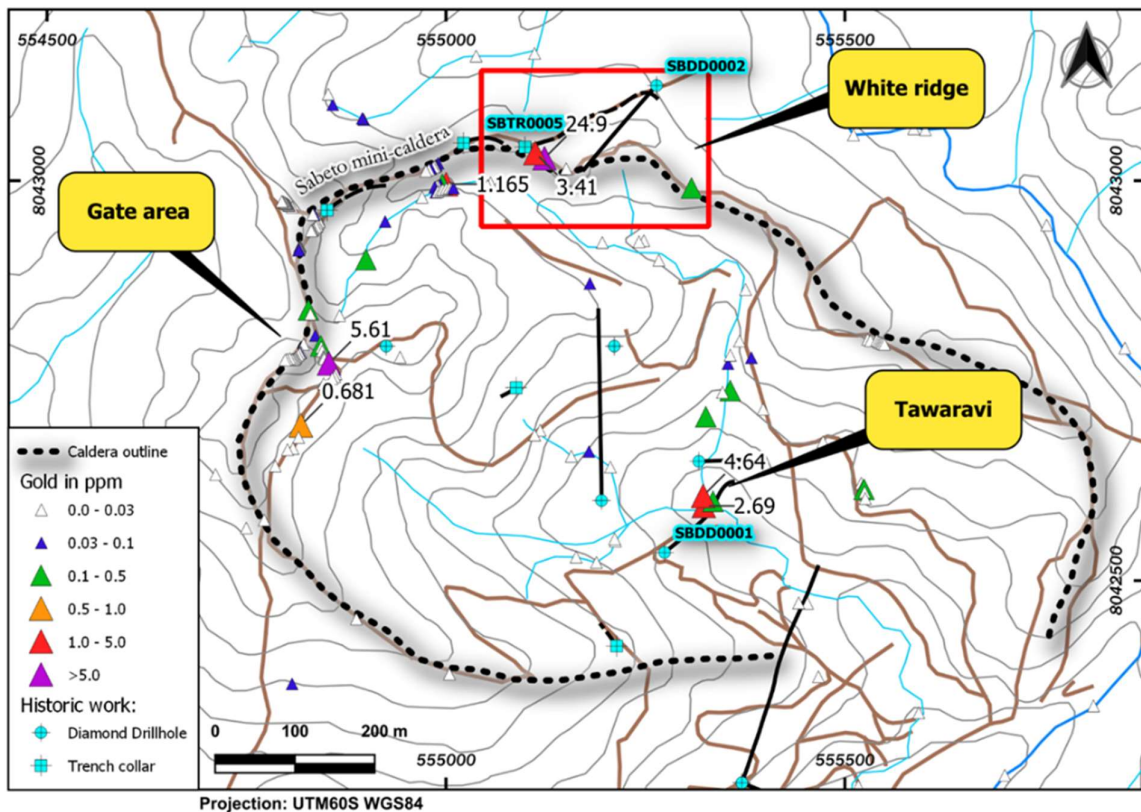 554500
555000
555500
SBDD0002
White ridge
SBTR0005
24.9
Sabeto mini-caldera
8043000
8043000
1.165
3.41
Gate area
5.61
0.681
Tawaravi
4.64
2.69
SBDD0001
8042500
Caldera outline
Gold in ppm
0.0 - 0.03
0.03 - 0.1
0.1 - 0.5
0.5 - 1.0
1.0 - 5.0
>5.0
Historic work:
Diamond Drillhole
Trench collar
0 100 200 m
555000
555500
Projection: UTM60S WGS84